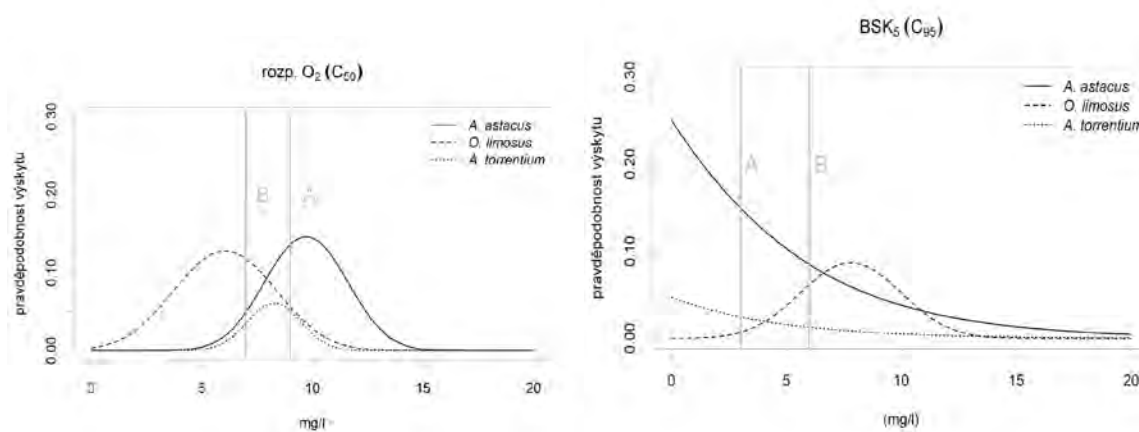 rozp. O₂ (C₅₀)
pravděpodobnost výskytu
0.30
0.20
0.10
0.00
B
A
A. astacus
O. limosus
A. torrentium
0
5
10
15
20
mg/l
BSK₅ (C₉₅)
pravděpodobnost výskytu
0.30
0.20
0.10
0.00
A
B
A. astacus
O. limosus
A. torrentium
0
5
10
15
20
(mg/l)